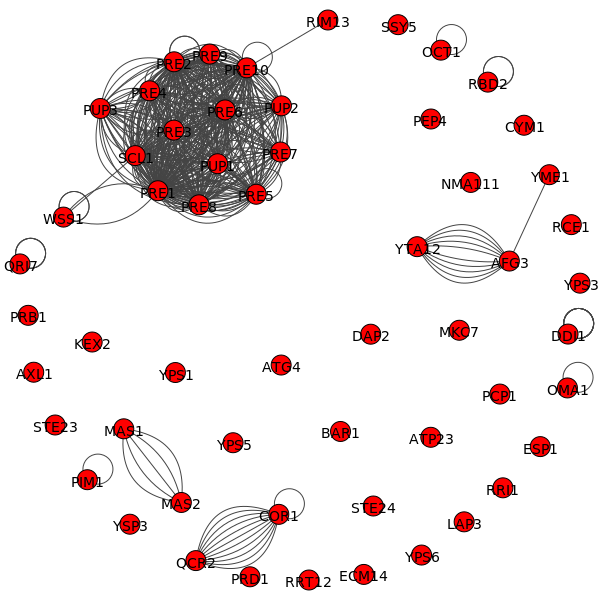 RIM13
SSY5
OCT1
PRE9
PRE2
PRE10
RBD2
PRE4
PUP3
PRE6
PUP2
PEP4
CYM1
PRE3
SCL1
PUP1
PRE7
NMA111
YME1
PRE1
PRE8
PRE5
WSS1
RCE1
YTA12
AFG3
ORI7
YPS3
PRB1
KEX2
DAP2
MKC7
DDI1
AXL1
YPS1
ATG4
OMA1
PCP1
STE23
MAS1
YPS5
BAR1
ATP23
ESP1
PIM1
RRI1
MAS2
STE24
YSP3
COR1
LAP3
QCR2
YPS6
PRD1
RRT12
ECM14